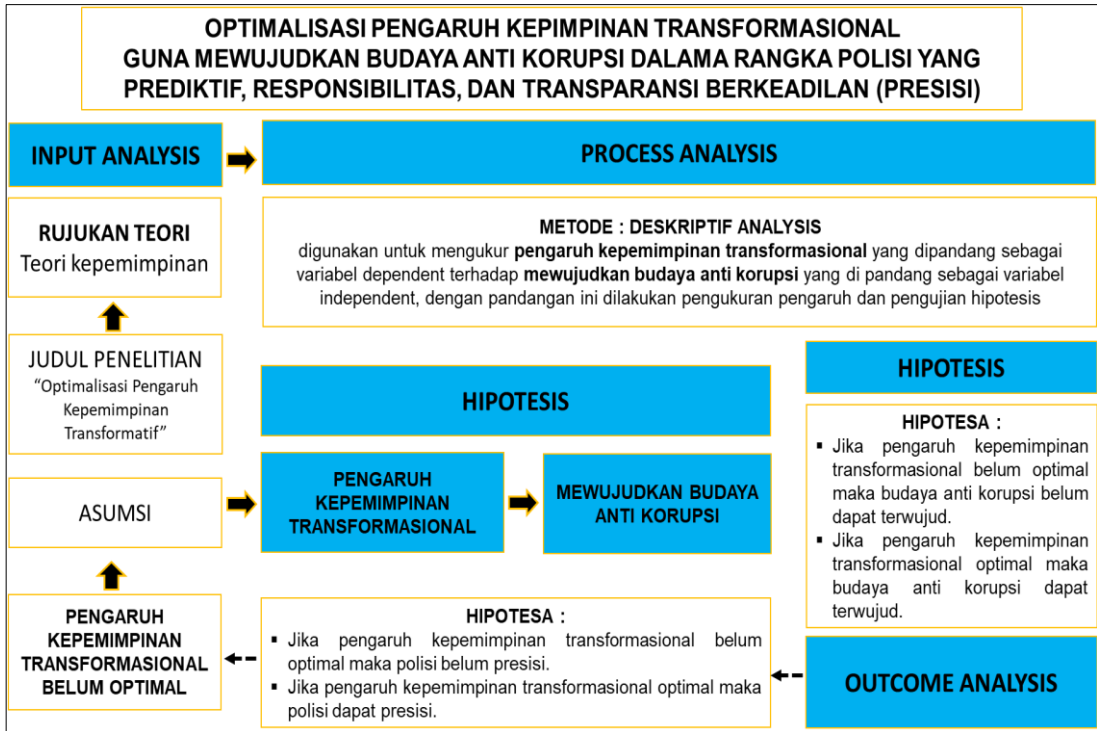 OPTIMALISASI PENGARUH KEPIMPINAN TRANSFORMASIONAL
GUNA MEWUJUDKAN BUDAYA ANTI KORUPSI DALAMA RANGKA POLISI YANG
PREDIKTIF, RESPONSIBILITAS, DAN TRANSPARANSI BERKEADILAN (PRESISI)
INPUT ANALYSIS
PROCESS ANALYSIS
RUJUKAN TEORI
Teori kepemimpinan
METODE : DESKRIPTIF ANALYSIS
digunakan untuk mengukur pengaruh kepemimpinan transformasional yang dipandang sebagai
variabel dependent terhadap mewujudkan budaya anti korupsi yang di pandang sebagai variabel
independent, dengan pandangan ini dilakukan pengukuran pengaruh dan pengujian hipotesis
JUDUL PENELITIAN
“Optimalisasi Pengaruh
Kepemimpinan
Transformatif”
HIPOTESIS
HIPOTESIS
HIPOTESA :
▪ Jika pengaruh kepemimpinan
transformasional belum optimal
maka budaya anti korupsi belum
dapat terwujud.
▪ Jika pengaruh kepemimpinan
transformasional optimal maka
budaya anti korupsi dapat
terwujud.
ASUMSI
PENGARUH
KEPEMIMPINAN
TRANSFORMASIONAL
MEWUJUDKAN BUDAYA
ANTI KORUPSI
PENGARUH
KEPEMIMPINAN
TRANSFORMASIONAL
BELUM OPTIMAL
HIPOTESA :
▪ Jika pengaruh kepemimpinan transformasional belum
optimal maka polisi belum presisi.
▪ Jika pengaruh kepemimpinan transformasional optimal maka
polisi dapat presisi.
OUTCOME ANALYSIS